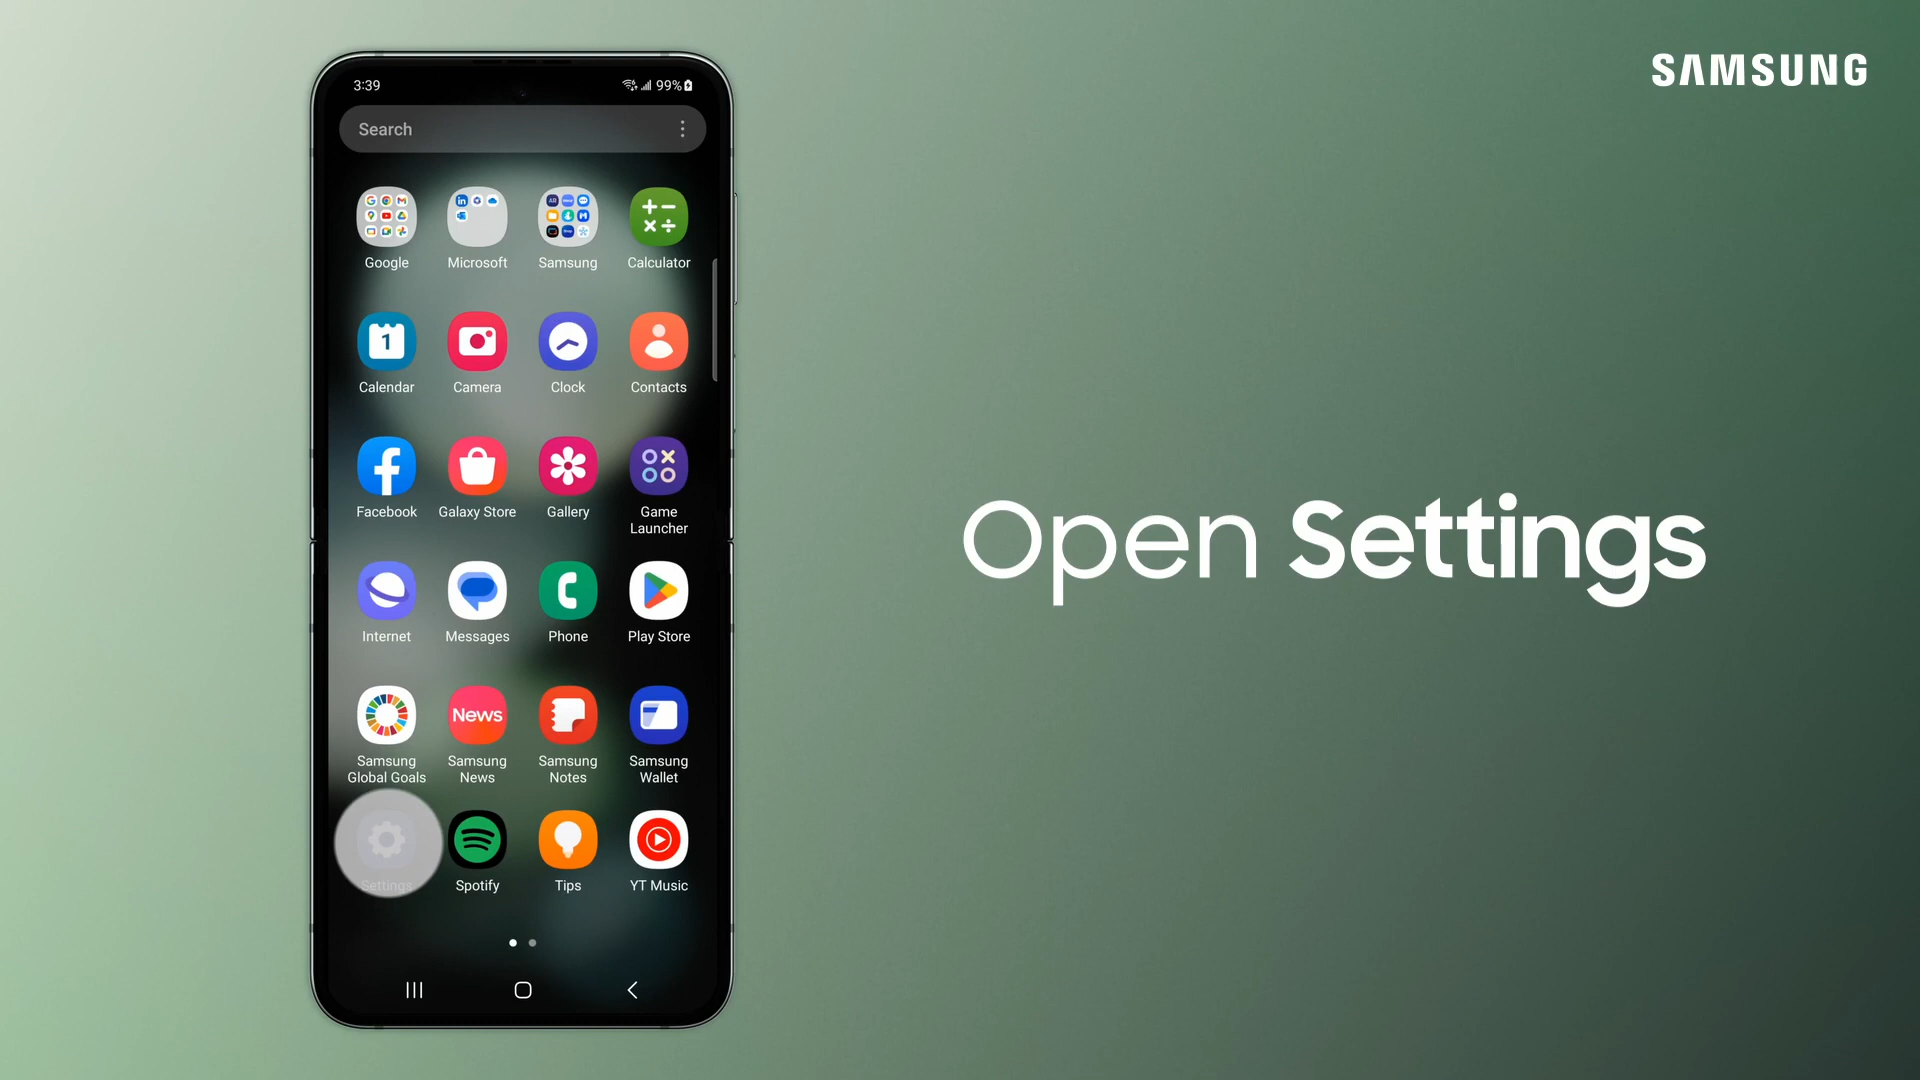 SAMSUNG
3:39
99%
Search
Google
Microsoft
Samsung
Calculator
1
Calendar
Camera
Clock
Contacts
Facebook
Galaxy Store
Gallery
Game
Launcher
Internet
Messages
Phone
Play Store
News
Samsung
Global Goals
Samsung
News
Samsung
Notes
Samsung
Wallet
Settings
Spotify
Tips
YT Music
Open Settings